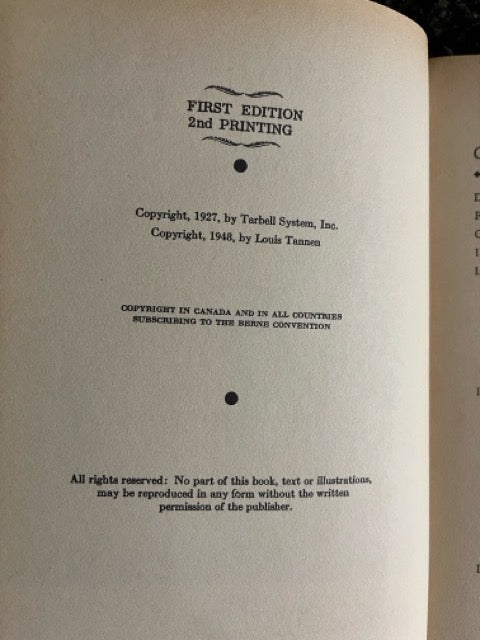 FIRST EDITION
2nd PRINTING
Copyright, 1927, by Tarbell System, Inc.
Copyright, 1948, by Louis Tannen
COPYRIGHT IN CANADA AND IN ALL COUNTRIES
SUBSCRIBING TO THE BERNE CONVENTION
All rights reserved: No part of this book, text or illustrations,
may be reproduced in any form without the written
permission of the publisher.